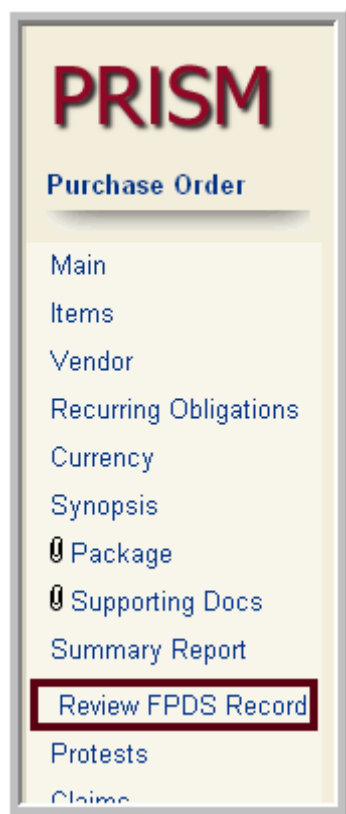 PRISM
Purchase Order
Main
Items
Vendor
Recurring Obligations
Currency
Synopsis
Package
Supporting Docs
Summary Report
Review FPDS Record
Protests
Claims